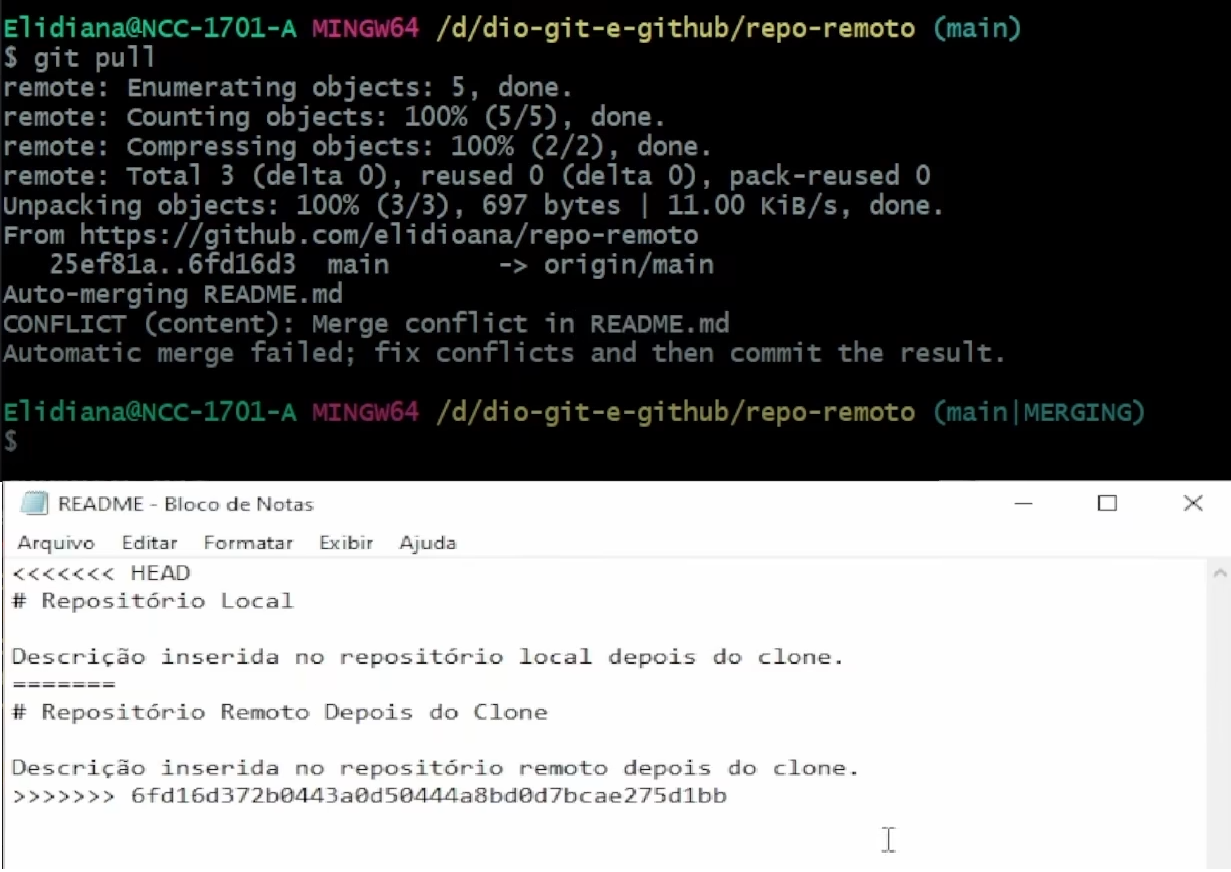 Elidiana@NCC-1701-A MINGW64 /d/dio-git-e-github/repo-remoto (main)
$ git pull
remote: Enumerating objects: 5, done.
remote: Counting objects: 100% (5/5), done.
remote: Compressing objects: 100% (2/2), done.
remote: Total 3 (delta 0), reused 0 (delta 0), pack-reused 0
Unpacking objects: 100% (3/3), 697 bytes | 11.00 KiB/s, done.
From https://github.com/elidioana/repo-remoto
   25ef81a..6fd16d3  main       -> origin/main
Auto-merging README.md
CONFLICT (content): Merge conflict in README.md
Automatic merge failed; fix conflicts and then commit the result.
Elidiana@NCC-1701-A MINGW64 /d/dio-git-e-github/repo-remoto (main|MERGING)
$
README - Bloco de Notas
Arquivo Editar Formatar Exibir Ajuda
<<<<<<< HEAD
# Repositório Local
Descrição inserida no repositório local depois do clone.
=======
# Repositório Remoto Depois do Clone
Descrição inserida no repositório remoto depois do clone.
>>>>>>> 6fd16d372b0443a0d50444a8bd0d7bcae275d1bb